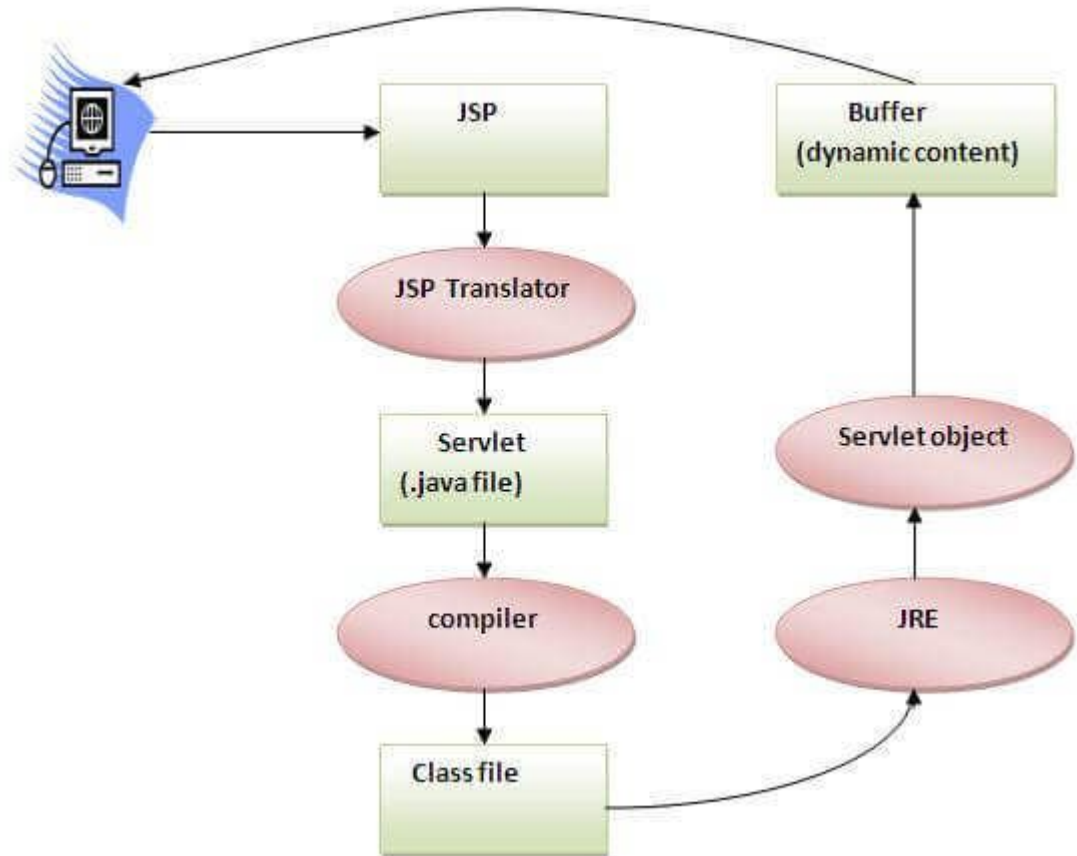 JSP
JSP Translator
Servlet
(.java file)
compiler
Class file
JRE
Servlet object
Buffer
(dynamic content)